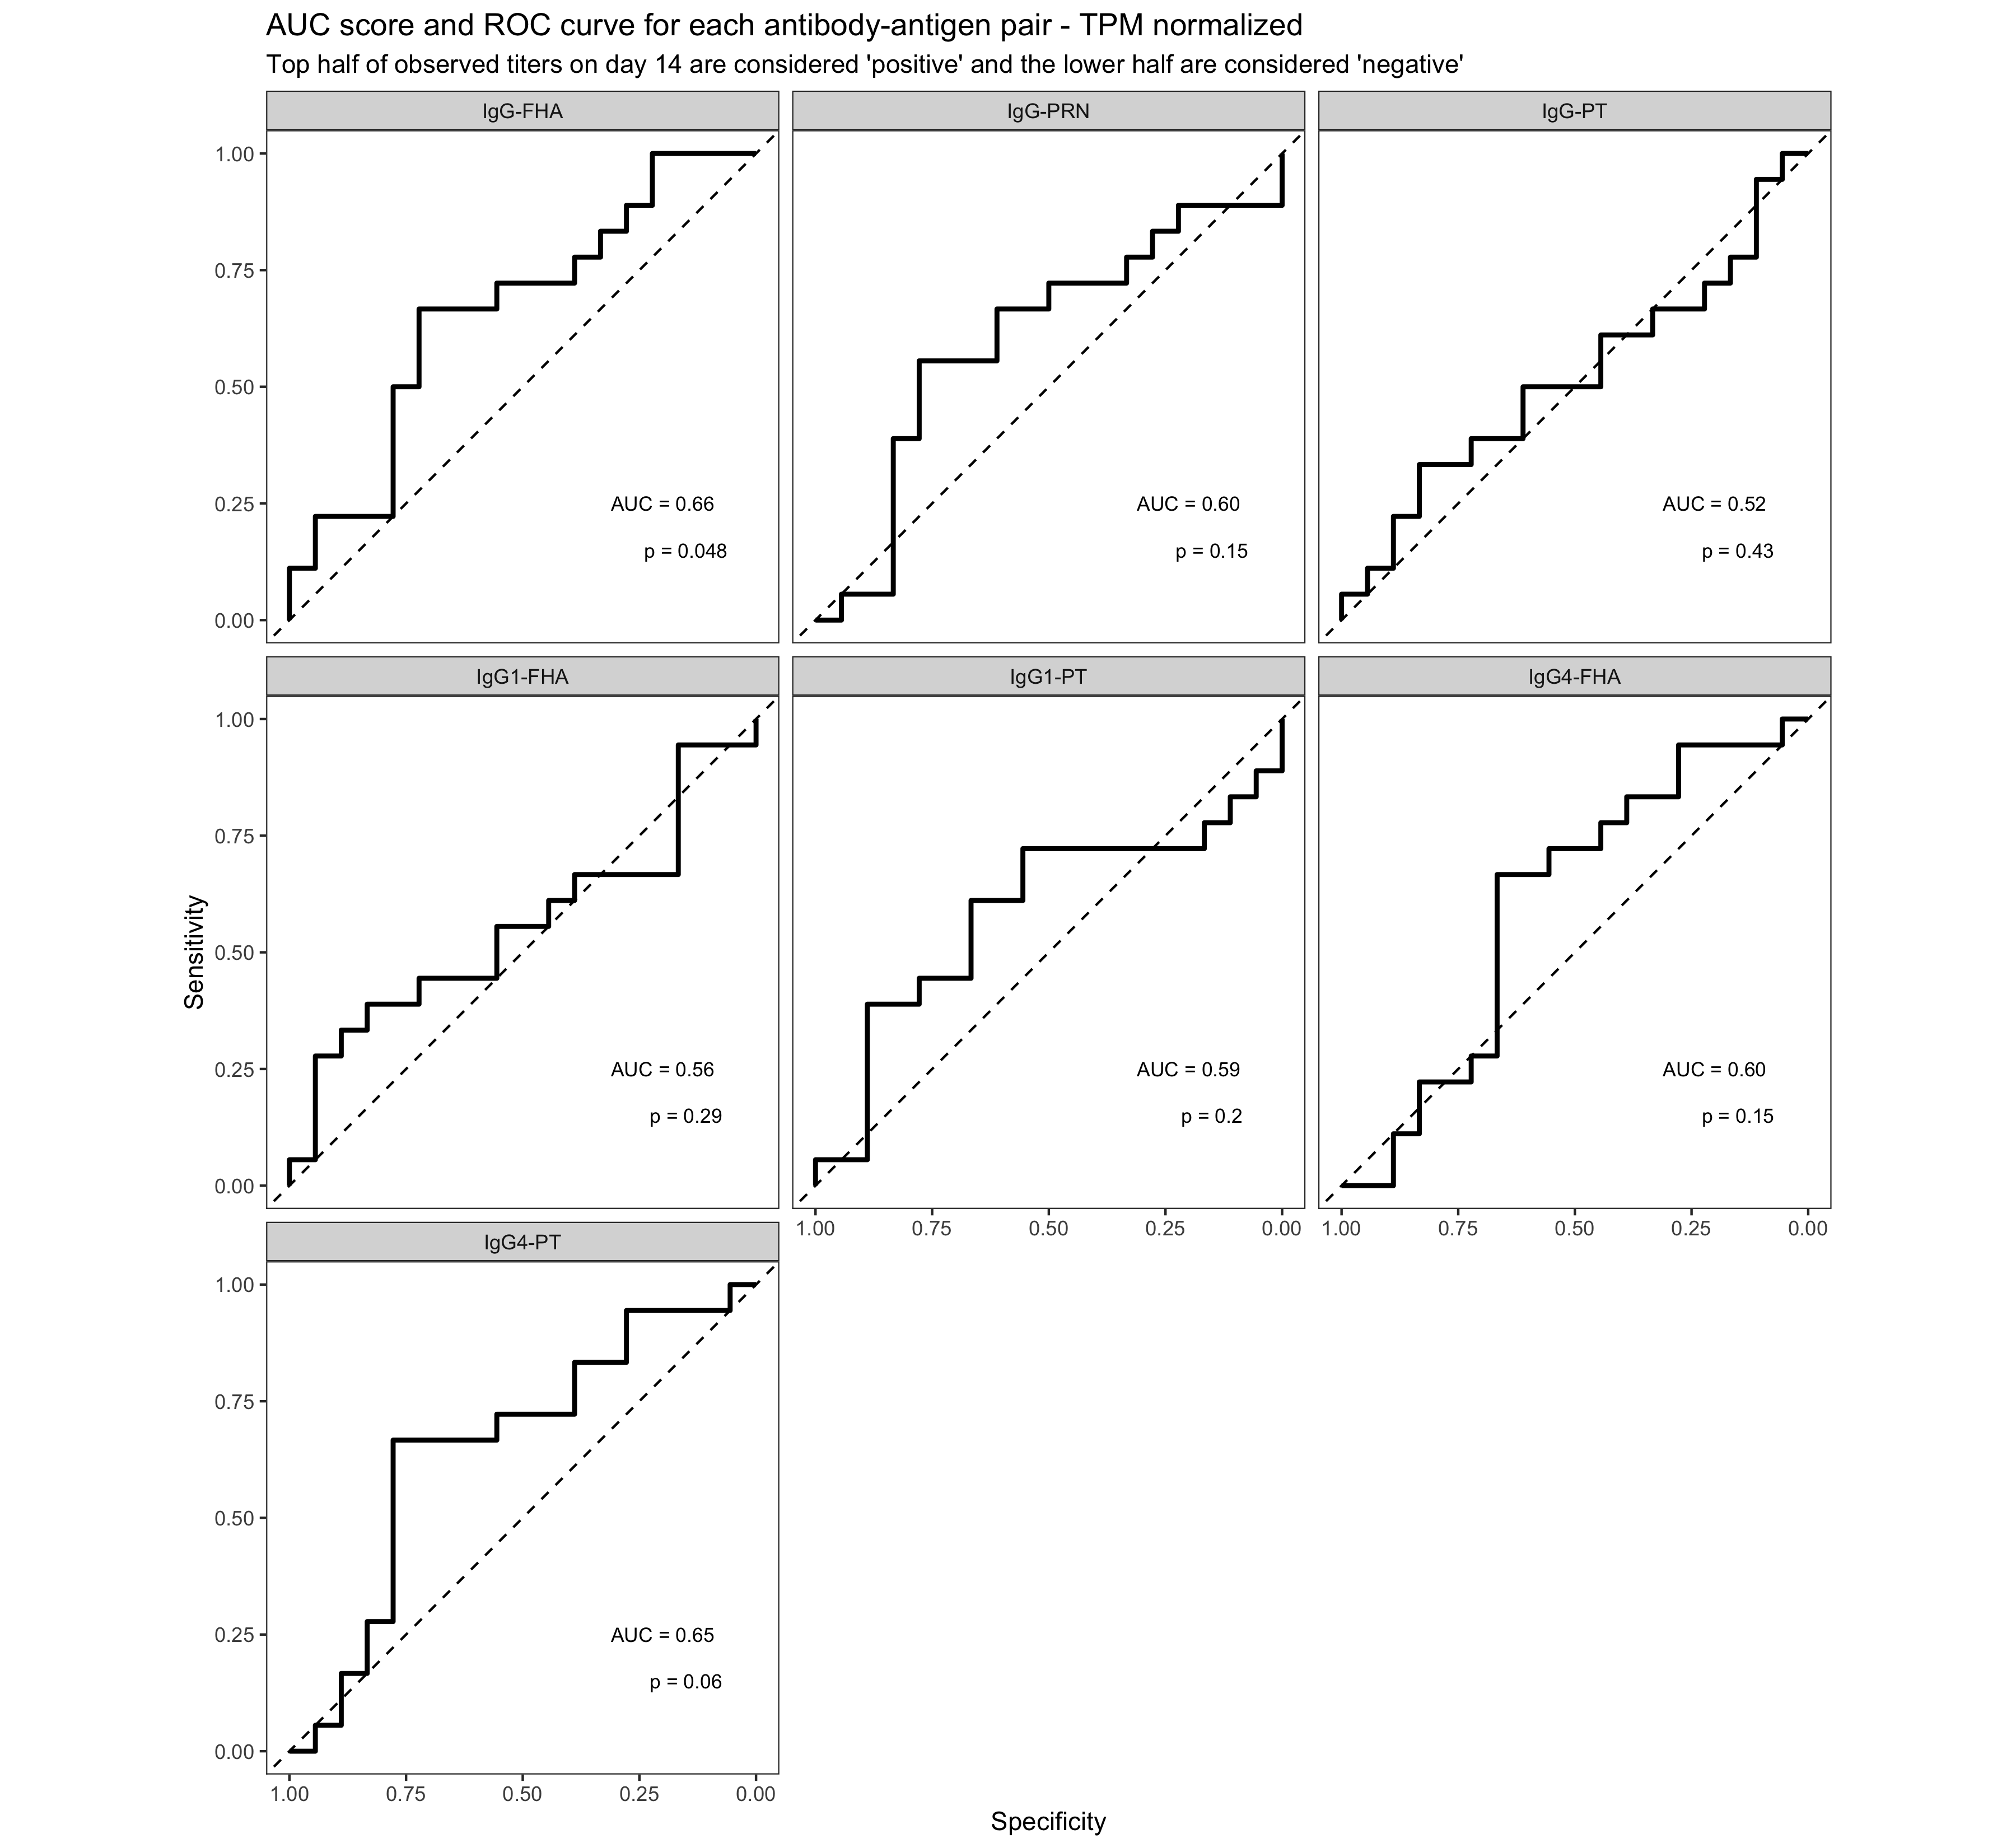 AUC score and ROC curve for each antibody-antigen pair - TPM normalized
Top half of observed titers on day 14 are considered 'positive' and the lower half are considered 'negative'
IgG-FHA
IgG-PRN
IgG-PT
1.00
0.75
0.50
0.25
0.00
AUC = 0.66
p = 0.048
AUC = 0.60
p = 0.15
AUC = 0.52
p = 0.43
IgG1-FHA
IgG1-PT
IgG4-FHA
1.00
0.75
0.50
0.25
0.00
AUC = 0.56
p = 0.29
AUC = 0.59
p = 0.2
AUC = 0.60
p = 0.15
1.00 0.75 0.50 0.25 0.00
1.00 0.75 0.50 0.25 0.00
Sensitivity
IgG4-PT
1.00
0.75
0.50
0.25
0.00
AUC = 0.65
p = 0.06
1.00 0.75 0.50 0.25 0.00
Specificity